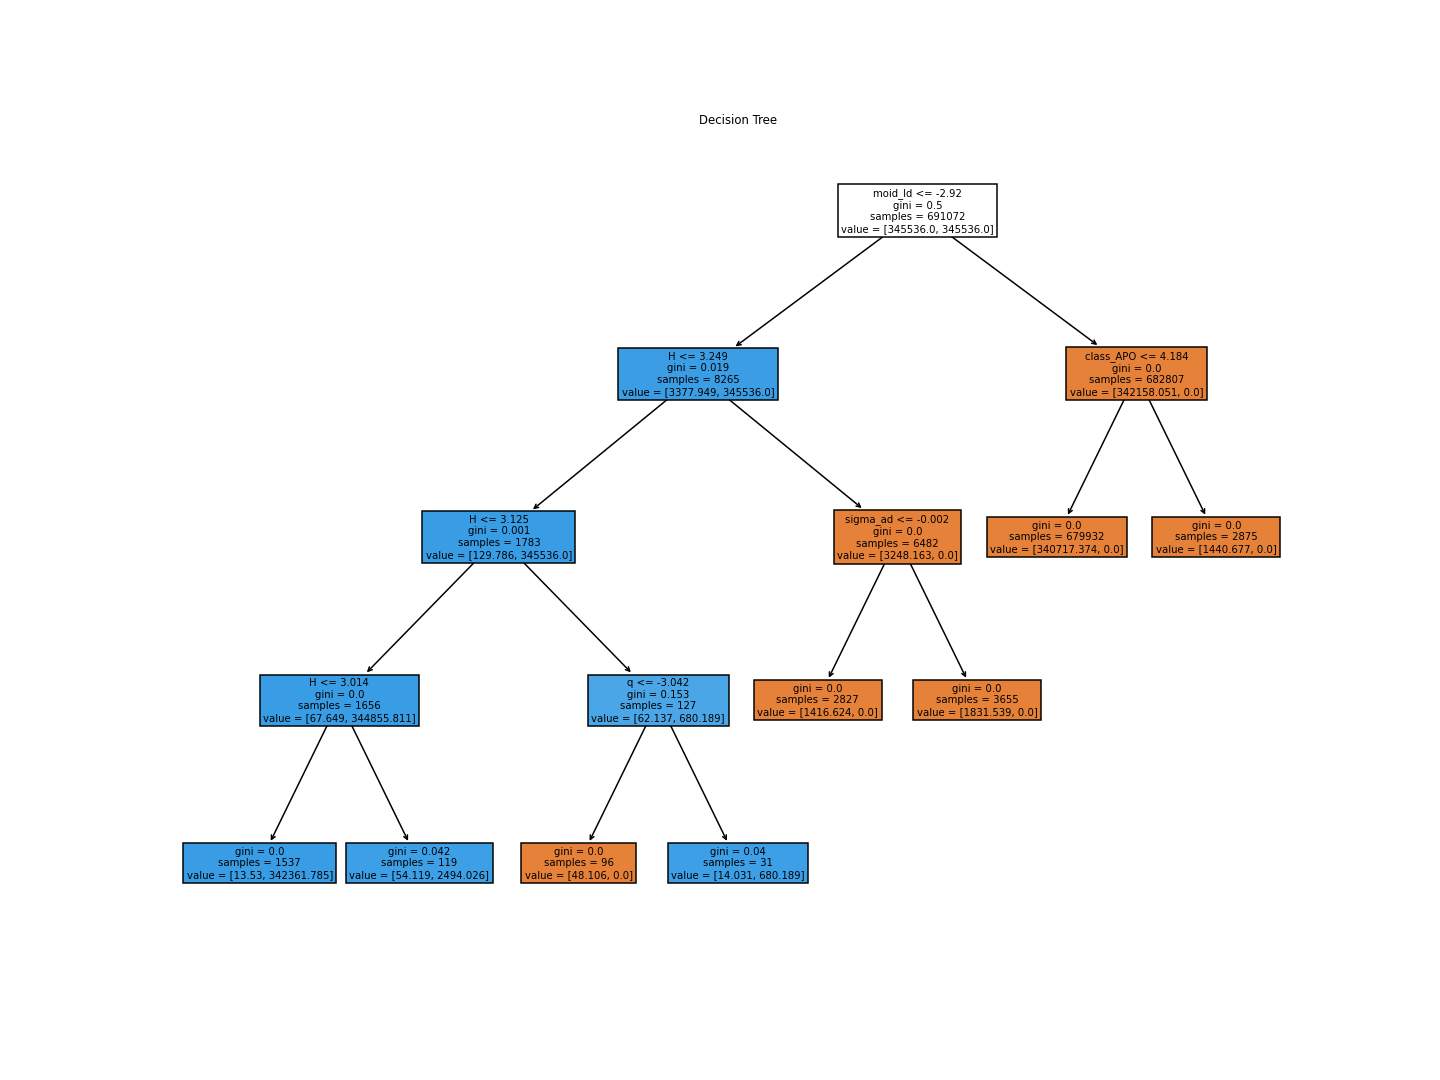 Decision Tree
moid_ld <= -2.92
gini = 0.5
samples = 691072
value = [345536.0, 345536.0]
H <= 3.249
gini = 0.019
samples = 8265
value = [3377.949, 345536.0]
class_APO <= 4.184
gini = 0.0
samples = 682807
value = [342158.051, 0.0]
H <= 3.125
gini = 0.001
samples = 1783
value = [129.786, 345536.0]
sigma_ad <= -0.002
gini = 0.0
samples = 6482
value = [3248.163, 0.0]
gini = 0.0
samples = 679932
value = [340717.374, 0.0]
gini = 0.0
samples = 2875
value = [1440.677, 0.0]
H <= 3.014
gini = 0.0
samples = 1656
value = [67.649, 344855.811]
q <= -3.042
gini = 0.153
samples = 127
value = [62.137, 680.189]
gini = 0.0
samples = 2827
value = [1416.624, 0.0]
gini = 0.0
samples = 3655
value = [1831.539, 0.0]
gini = 0.0
samples = 1537
value = [13.53, 342361.785]
gini = 0.042
samples = 119
value = [54.119, 2494.026]
gini = 0.0
samples = 96
value = [48.106, 0.0]
gini = 0.04
samples = 31
value = [14.031, 680.189]